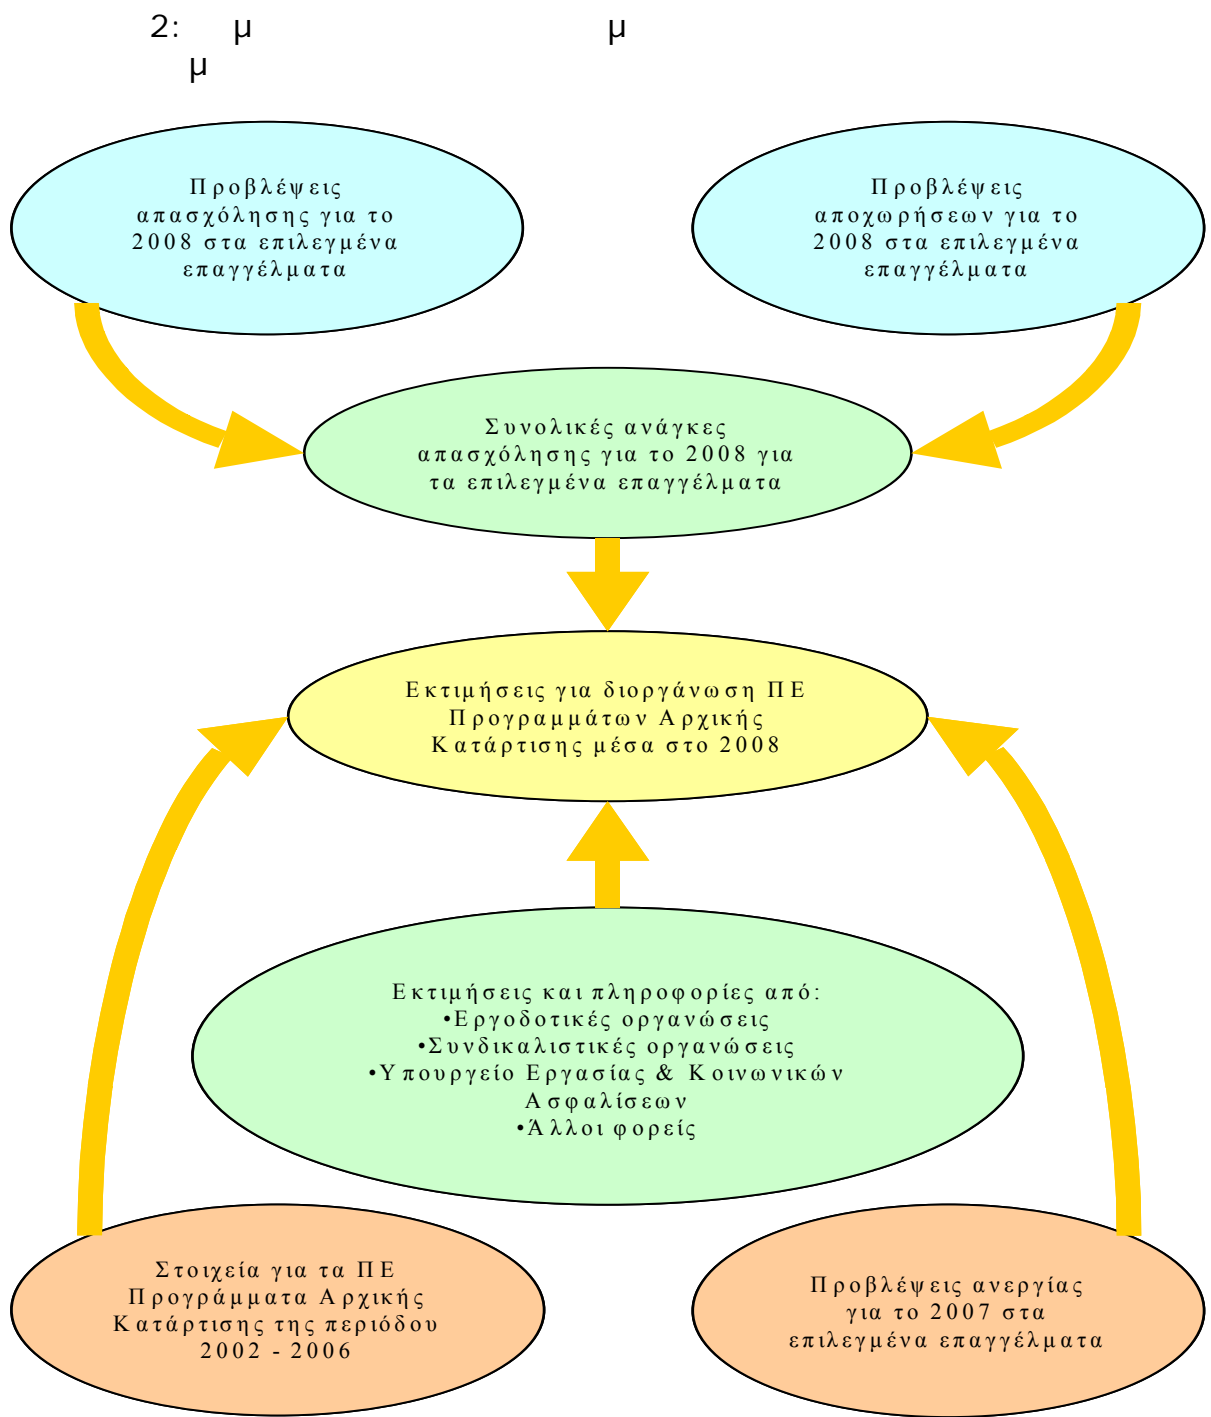 2: μ μ
μ
Προβλέψεις
απασχόλησης για το
2008 στα επιλεγμένα
επαγγέλματα
Προβλέψεις
αποχωρήσεων για το
2008 στα επιλεγμένα
επαγγέλματα
Συνολικές ανάγκες
απασχόλησης για το 2008 για
τα επιλεγμένα επαγγέλματα
Εκτιμήσεις για διοργάνωση ΠΕ
Προγραμμάτων Αρχικής
Κατάρτισης μέσα στο 2008
Εκτιμήσεις και πληροφορίες από:
•Εργοδοτικές οργανώσεις
•Συνδικαλιστικές οργανώσεις
•Υπουργείο Εργασίας & Κοινωνικών
Ασφαλίσεων
•Άλλοι φορείς
Στοιχεία για τα ΠΕ
Προγράμματα Αρχικής
Κατάρτισης της περιόδου
2002 - 2006
Προβλέψεις ανεργίας
για το 2007 στα
επιλεγμένα επαγγέλματα